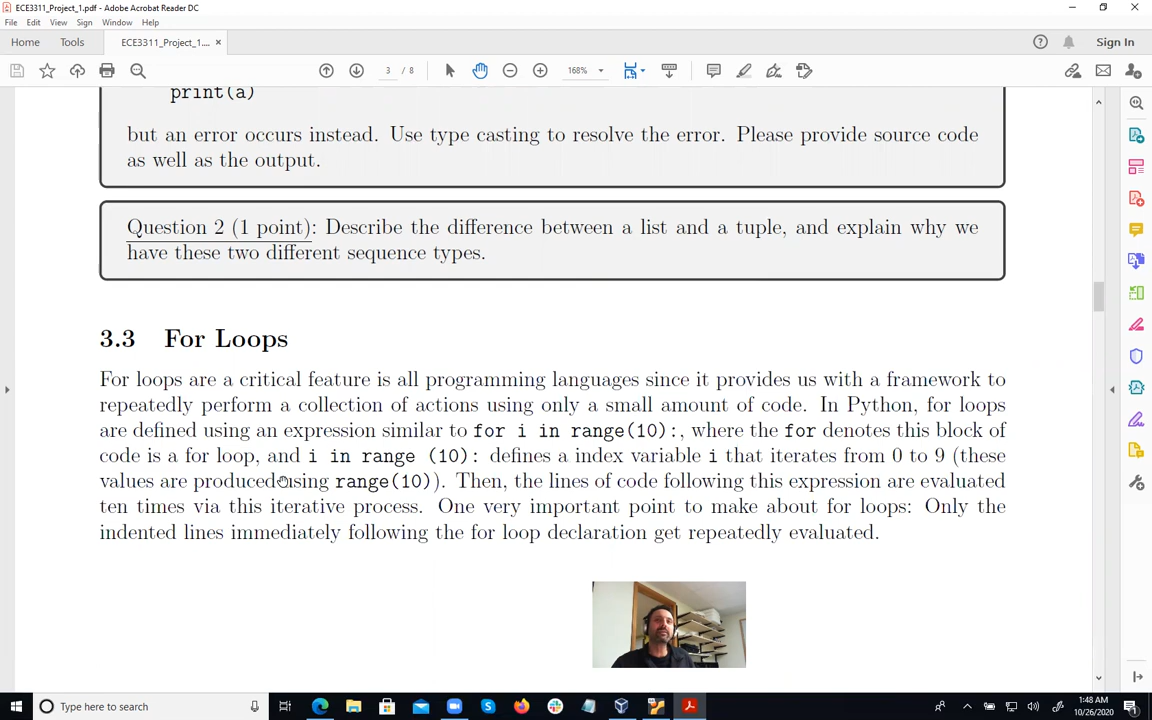 ECE3311_Project_1.pdf - Adobe Acrobat Reader DC
File Edit View Sign Window Help
Home Tools ECE3311_Project_1.... × Sign In
3 / 8 168%
print(a)
but an error occurs instead. Use type casting to resolve the error. Please provide source code
as well as the output.
Question 2 (1 point): Describe the difference between a list and a tuple, and explain why we
have these two different sequence types.
3.3 For Loops
For loops are a critical feature is all programming languages since it provides us with a framework to
repeatedly perform a collection of actions using only a small amount of code. In Python, for loops
are defined using an expression similar to for i in range(10):, where the for denotes this block of
code is a for loop, and i in range (10): defines a index variable i that iterates from 0 to 9 (these
values are produced using range(10)). Then, the lines of code following this expression are evaluated
ten times via this iterative process. One very important point to make about for loops: Only the
indented lines immediately following the for loop declaration get repeatedly evaluated.
Type here to search
1:48 AM
10/26/2020